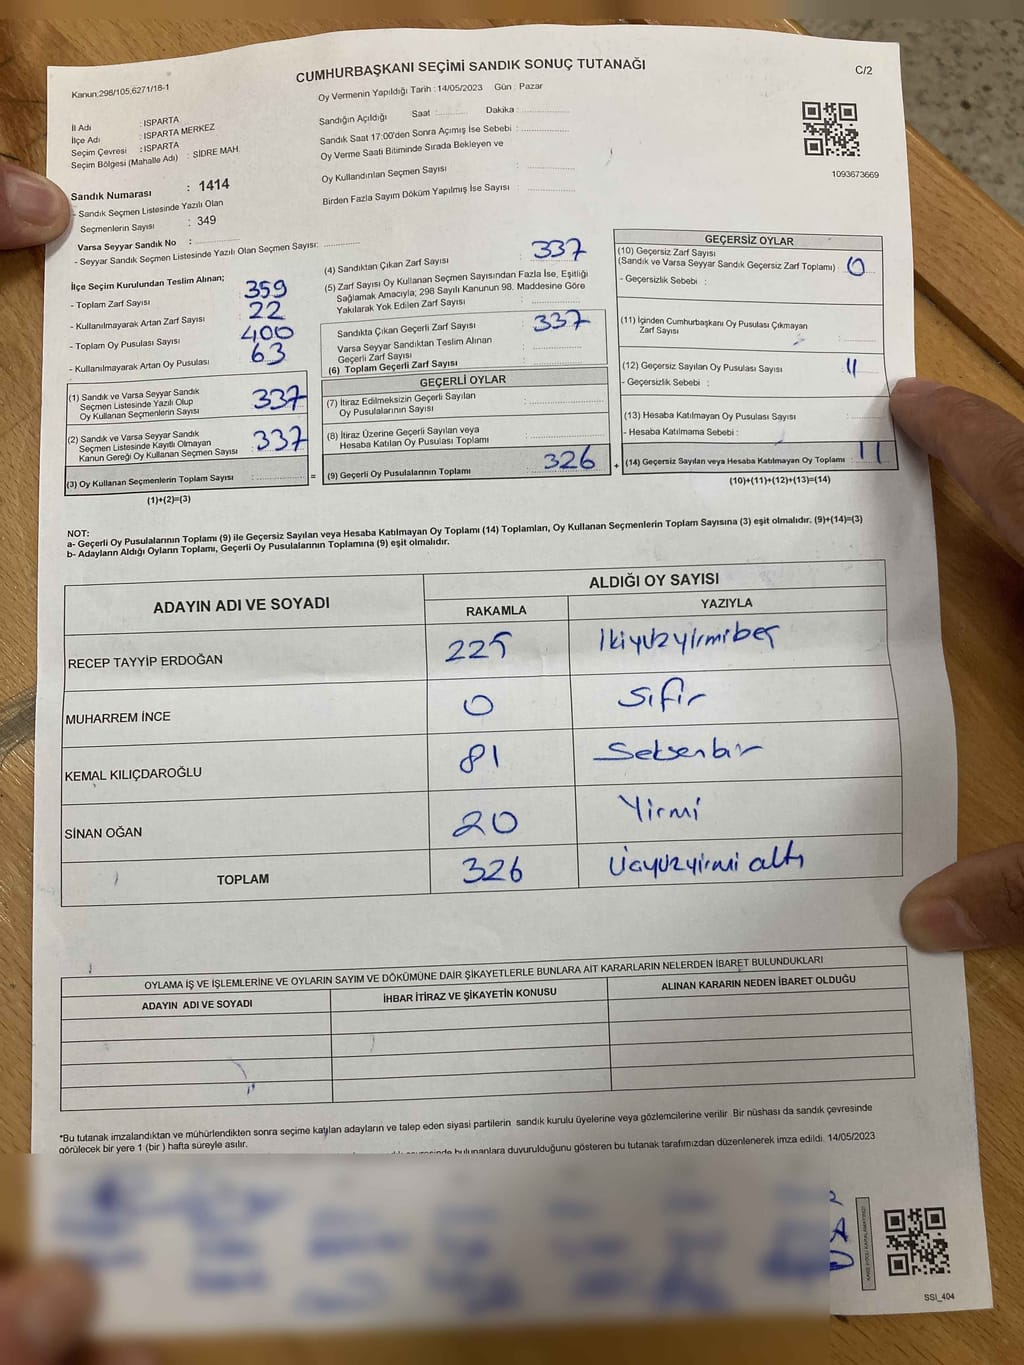 CUMHURBAŞKANI SEÇİMİ SANDIK SONUÇ TUTANAĞI
C/2
Kanun;298/105,6271/18-1
Oy Vermenin Yapıldığı Tarih : 14/05/2023 Gün : Pazar
Sandığın Açıldığı Saat : Dakika :
Sandık Saat 17:00'den Sonra Açımış İse Sebebi :
Oy Verme Saati Bitiminde Sırada Bekleyen ve
Oy Kullandırılan Seçmen Sayısı :
Birden Fazla Sayım Döküm Yapılmış İse Sayısı :
İl Adı : ISPARTA
İlçe Adı : ISPARTA MERKEZ
Seçim Çevresi : ISPARTA
Seçim Bölgesi (Mahalle Adı) : SİDRE MAH.
1093673669
Sandık Numarası : 1414
- Sandık Seçmen Listesinde Yazılı Olan
Seçmenlerin Sayısı : 349
Varsa Seyyar Sandık No :
- Seyyar Sandık Seçmen Listesinde Yazılı Olan Seçmen Sayısı:
İlçe Seçim Kurulundan Teslim Alınan;
- Toplam Zarf Sayısı 359
- Kullanılmayarak Artan Zarf Sayısı 22
- Toplam Oy Pusulası Sayısı 400
- Kullanılmayarak Artan Oy Pusulası 63
(1) Sandık ve Varsa Seyyar Sandık
Seçmen Listesinde Yazılı Olup
Oy Kullanan Seçmenlerin Sayısı 337
(2) Sandık ve Varsa Seyyar Sandık
Seçmen Listesinde Kayıtlı Olmayan
Kanun Gereği Oy Kullanan Seçmen Sayısı 337
(3) Oy Kullanan Seçmenlerin Toplam Sayısı :
(1)+(2)=(3)
=
(4) Sandıktan Çıkan Zarf Sayısı : 337
(5) Zarf Sayısı Oy Kullanan Seçmen Sayısından Fazla İse, Eşitliği
Sağlamak Amacıyla; 298 Sayılı Kanunun 98. Maddesine Göre
Yakılarak Yok Edilen Zarf Sayısı :
Sandıkta Çıkan Geçerli Zarf Sayısı : 337
Varsa Seyyar Sandıktan Teslim Alınan
Geçerli Zarf Sayısı :
(6) Toplam Geçerli Zarf Sayısı :
GEÇERLİ OYLAR
(7) İtiraz Edilmeksizin Geçerli Sayılan
Oy Pusulalarının Sayısı :
(8) İtiraz Üzerine Geçerli Sayılan veya
Hesaba Katılan Oy Pusulası Toplamı :
(9) Geçerli Oy Pusulalarının Toplamı : 326
+
GEÇERSİZ OYLAR
(10) Geçersiz Zarf Sayısı
(Sandık ve Varsa Seyyar Sandık Geçersiz Zarf Toplamı) : 0
- Geçersizlik Sebebi :
(11) İçinden Cumhurbaşkanı Oy Pusulası Çıkmayan
Zarf Sayısı :
(12) Geçersiz Sayılan Oy Pusulası Sayısı : 11
- Geçersizlik Sebebi :
(13) Hesaba Katılmayan Oy Pusulası Sayısı :
- Hesaba Katılmama Sebebi :
(14) Geçersiz Sayılan veya Hesaba Katılmayan Oy Toplamı : 11
(10)+(11)+(12)+(13)=(14)
NOT:
a- Geçerli Oy Pusulalarının Toplamı (9) ile Geçersiz Sayılan veya Hesaba Katılmayan Oy Toplamı (14) Toplamları, Oy Kullanan Seçmenlerin Toplam Sayısına (3) eşit olmalıdır. (9)+(14)=(3)
b- Adayların Aldığı Oyların Toplamı, Geçerli Oy Pusulalarının Toplamına (9) eşit olmalıdır.
ADAYIN ADI VE SOYADI
ALDIĞI OY SAYISI
RAKAMLA YAZIYLA
RECEP TAYYİP ERDOĞAN 225 İkiyüzyirmibeş
MUHARREM İNCE 0 Sıfır
KEMAL KILIÇDAROĞLU 81 Seksenbir
SİNAN OĞAN 20 Yirmi
TOPLAM 326 Üçyüzyirmi altı
OYLAMA İŞ VE İŞLEMLERİNE VE OYLARIN SAYIM VE DÖKÜMÜNE DAİR ŞİKAYETLERLE BUNLARA AİT KARARLARIN NELERDEN İBARET BULUNDUKLARI
ADAYIN ADI VE SOYADI İHBAR İTİRAZ VE ŞİKAYETİN KONUSU ALINAN KARARIN NEDEN İBARET OLDUĞU
*Bu tutanak imzalandıktan ve mühürlendikten sonra seçime katılan adayların ve talep eden siyasi partilerin sandık kurulu üyelerine veya gözlemcilerine verilir. Bir nüshası da sandık çevresinde
görülecek bir yere 1 (bir ) hafta süreyle asılır.
bulunanlara duyurulduğunu gösteren bu tutanak tarafımızdan düzenlenerek imza edildi. 14/05/2023
SSI_404